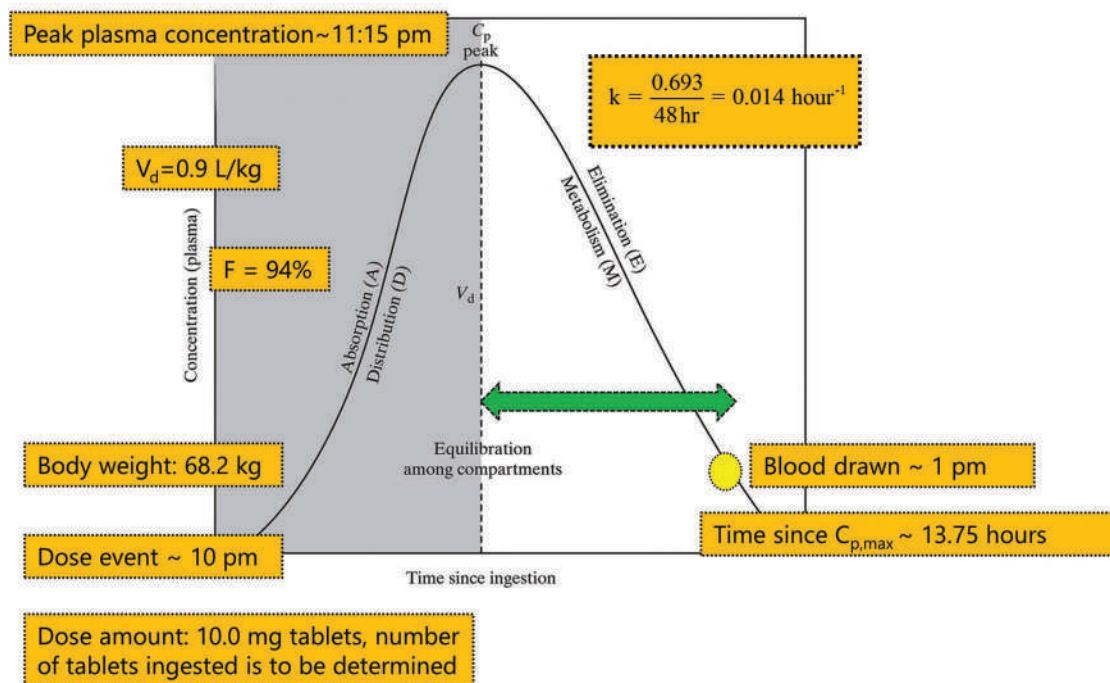 Peak plasma concentration~11:15 pm
Cp
peak
k = 0.693 / 48 hr = 0.014 hour⁻¹
Vd=0.9 L/kg
F = 94%
Concentration (plasma)
Absorption (A)
Distribution (D)
Vd
Elimination (E)
Metabolism (M)
Equilibration
among compartments
Body weight: 68.2 kg
Blood drawn ~ 1 pm
Time since Cp,max ~ 13.75 hours
Dose event ~ 10 pm
Time since ingestion
Dose amount: 10.0 mg tablets, number
of tablets ingested is to be determined